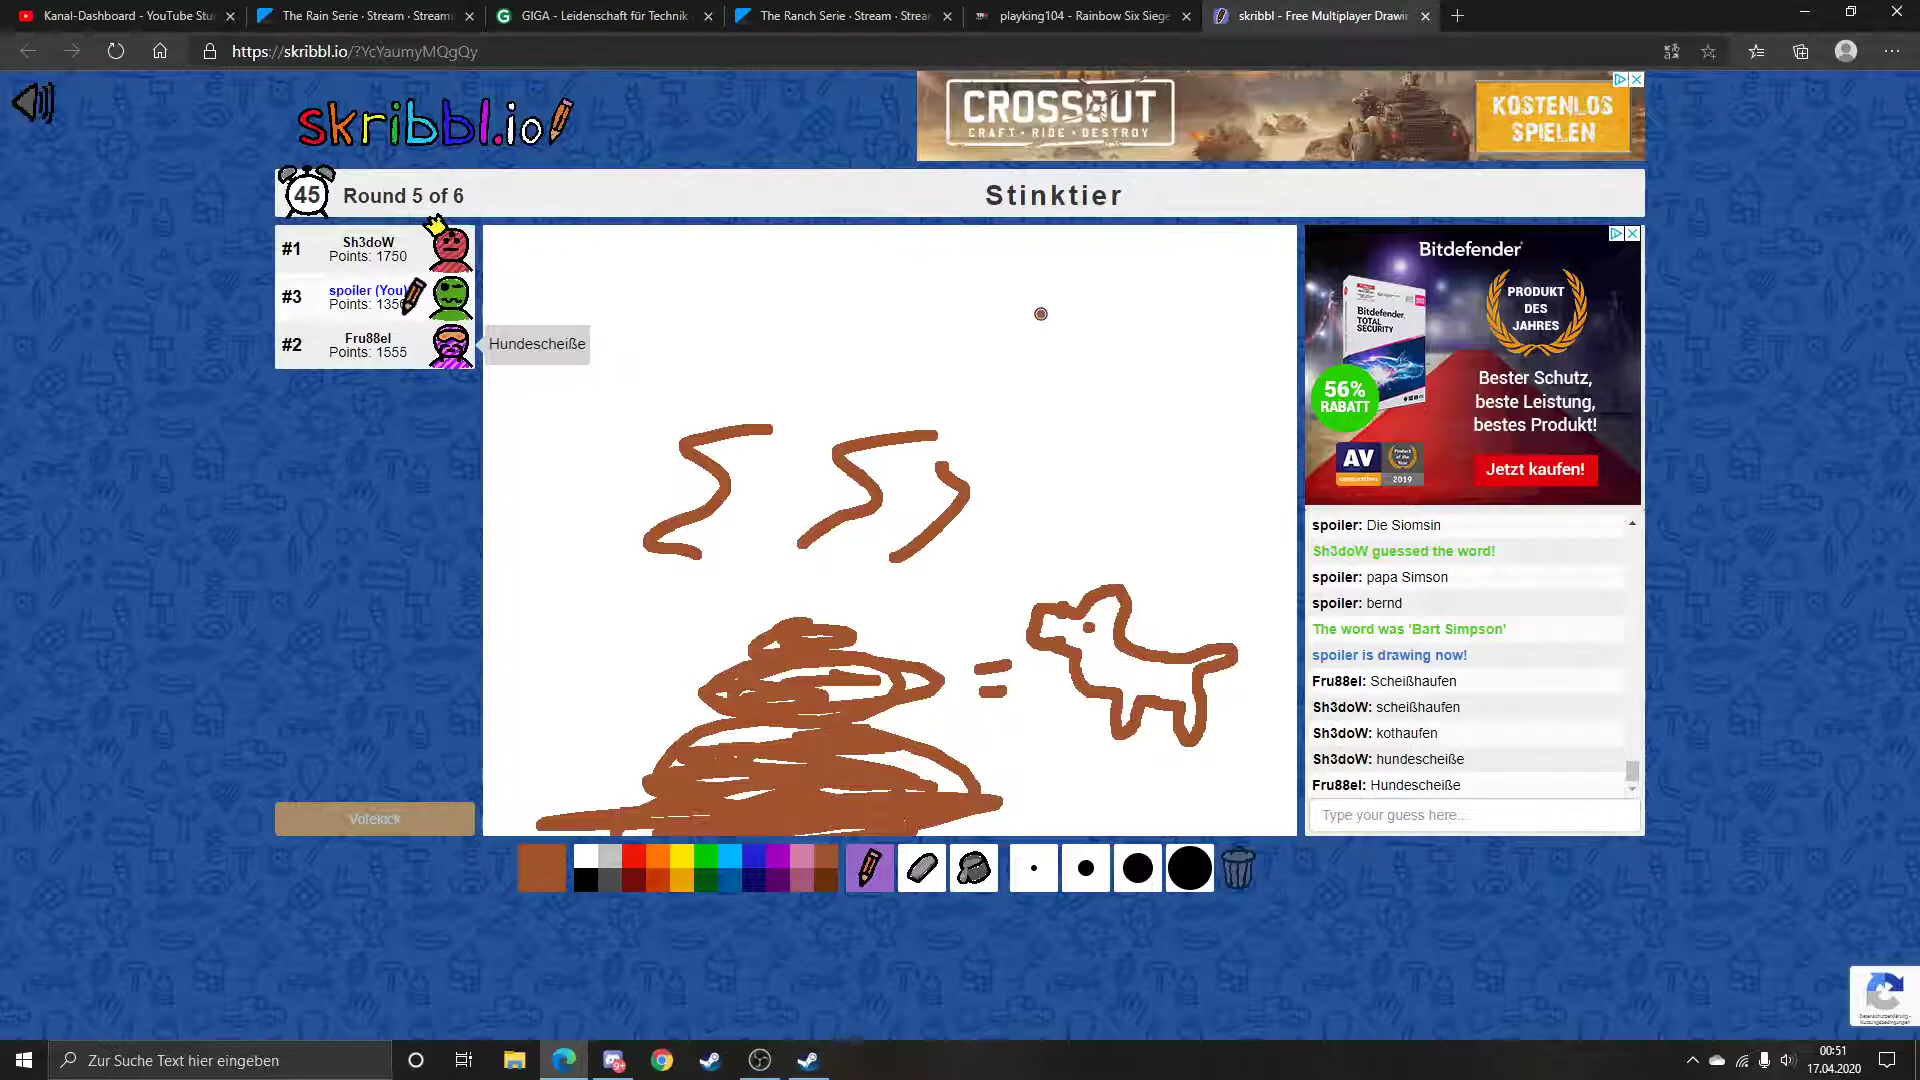 Kanal-Dashboard - YouTube Stu
The Rain Serie · Stream · Streami
GIGA - Leidenschaft für Technik
The Ranch Serie · Stream · Strea
playking104 - Rainbow Six Siege
skribbl - Free Multiplayer Drawin
https://skribbl.io/?YcYaumyMQgQy
skribbl.io
CROSSOUT
CRAFT · RIDE · DESTROY
KOSTENLOS
SPIELEN
45
Round 5 of 6
Stinktier
#1
Sh3doW
Points: 1750
#3
spoiler (You)
Points: 1350
#2
Fru88el
Points: 1555
Hundescheiße
Votekick
Bitdefender
PRODUKT
DES
JAHRES
Bitdefender
TOTAL
SECURITY
56%
RABATT
Bester Schutz,
beste Leistung,
bestes Produkt!
AV
2019
Jetzt kaufen!
spoiler: Die Siomsin
Sh3doW guessed the word!
spoiler: papa Simson
spoiler: bernd
The word was 'Bart Simpson'
spoiler is drawing now!
Fru88el: Scheißhaufen
Sh3doW: scheißhaufen
Sh3doW: kothaufen
Sh3doW: hundescheiße
Fru88el: Hundescheiße
Type your guess here...
Zur Suche Text hier eingeben
9+
00:51
17.04.2020